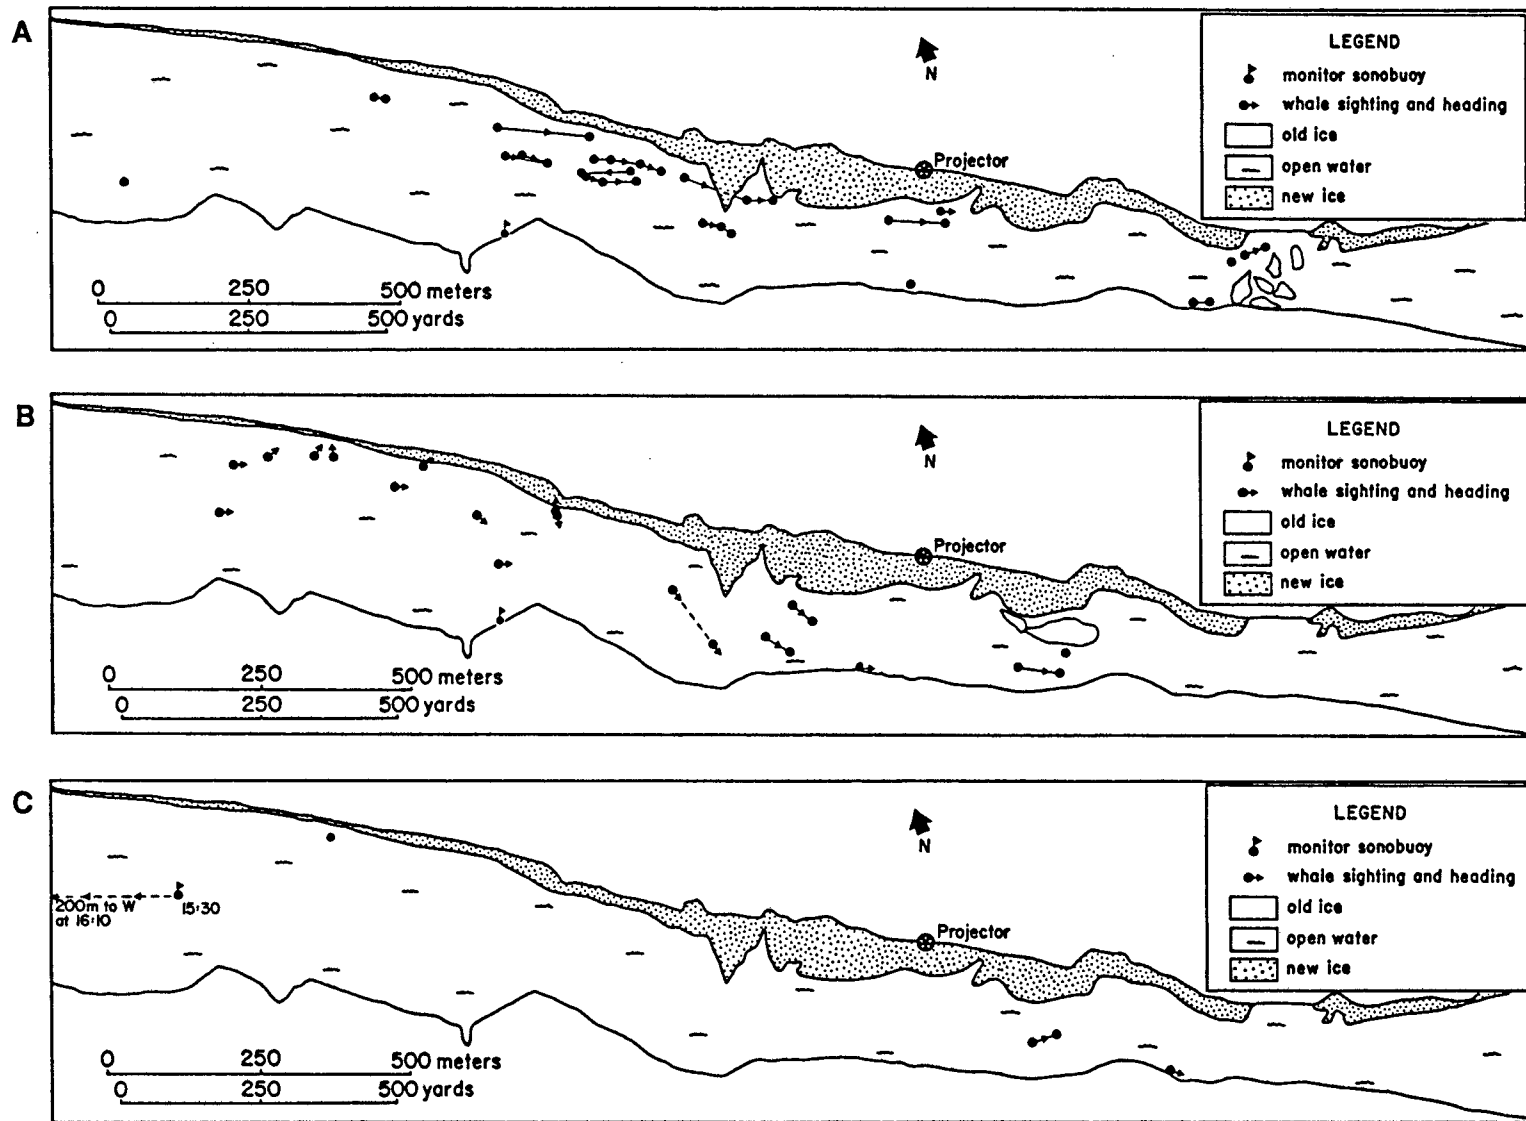 A
LEGEND
monitor sonobuoy
whale sighting and heading
old ice
open water
new ice
N
Projector
0 250 500 meters
0 250 500 yards
B
LEGEND
monitor sonobuoy
whale sighting and heading
old ice
open water
new ice
N
Projector
0 250 500 meters
0 250 500 yards
C
LEGEND
monitor sonobuoy
whale sighting and heading
old ice
open water
new ice
N
Projector
200m to W
at 16:10
15:30
0 250 500 meters
0 250 500 yards